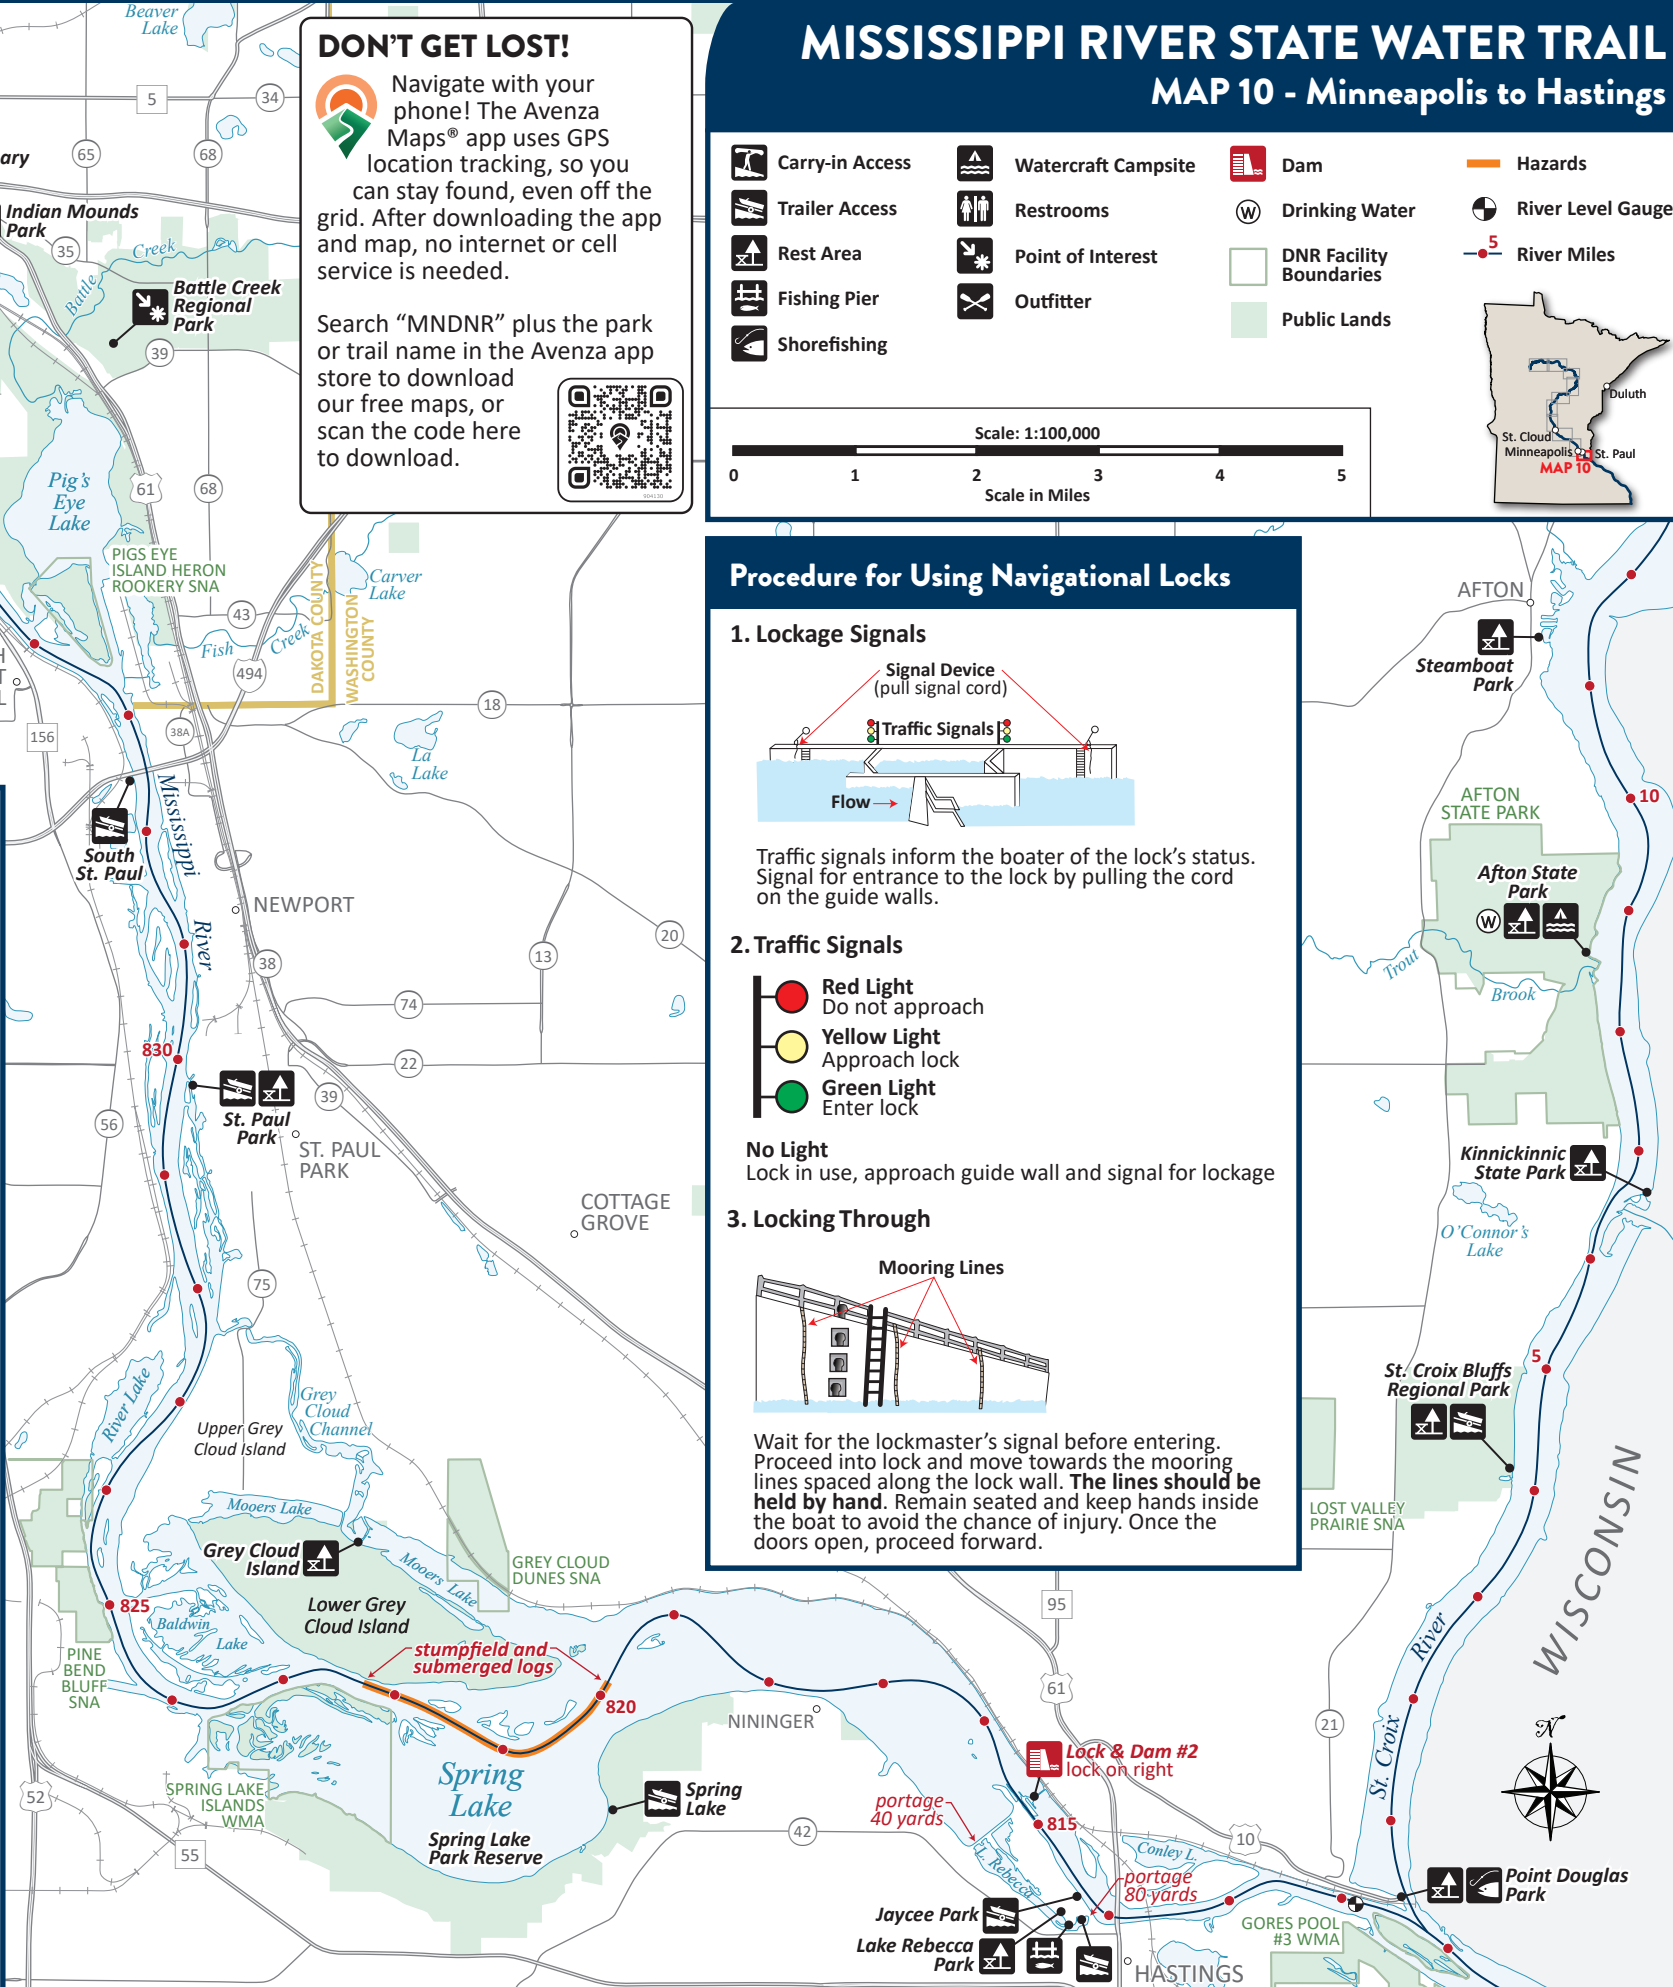 MISSISSIPPI RIVER STATE WATER TRAIL
MAP 10 - Minneapolis to Hastings
Carry-in Access
Trailer Access
Rest Area
Fishing Pier
Shorefishing
Watercraft Campsite
Restrooms
Point of Interest
Outfitter
Dam
W
Drinking Water
DNR Facility
Boundaries
Public Lands
Hazards
River Level Gauge
5
River Miles
Duluth
St. Cloud
Minneapolis
St. Paul
MAP 10
Scale: 1:100,000
0 1 2 3 4 5
Scale in Miles
DON'T GET LOST!
Navigate with your
phone! The Avenza
Maps® app uses GPS
location tracking, so you
can stay found, even off the
grid. After downloading the app
and map, no internet or cell
service is needed.
Search “MNDNR” plus the park
or trail name in the Avenza app
store to download
our free maps, or
scan the code here
to download.
Procedure for Using Navigational Locks
1. Lockage Signals
Signal Device
(pull signal cord)
Traffic Signals
Flow
Traffic signals inform the boater of the lock's status.
Signal for entrance to the lock by pulling the cord
on the guide walls.
2. Traffic Signals
Red Light
Do not approach
Yellow Light
Approach lock
Green Light
Enter lock
No Light
Lock in use, approach guide wall and signal for lockage
3. Locking Through
Mooring Lines
Wait for the lockmaster's signal before entering.
Proceed into lock and move towards the mooring
lines spaced along the lock wall. The lines should be
held by hand. Remain seated and keep hands inside
the boat to avoid the chance of injury. Once the
doors open, proceed forward.
Beaver
Lake
5
34
ary
65
68
Indian Mounds
Park
35
Creek
Battle
Battle Creek
Regional
Park
39
Pig's
Eye
Lake
61
68
PIGS EYE
ISLAND HERON
ROOKERY SNA
43
Fish
Creek
Carver
Lake
DAKOTA COUNTY
WASHINGTON
COUNTY
494
H
T
L
156
38A
18
La
Lake
Mississippi
River
South
St. Paul
NEWPORT
38
20
13
74
830
22
39
St. Paul
Park
56
ST. PAUL
PARK
COTTAGE
GROVE
75
River Lake
Grey
Cloud
Channel
Upper Grey
Cloud Island
Mooers Lake
Grey Cloud
Island
Mooers Lake
GREY CLOUD
DUNES SNA
825
Baldwin
Lake
Lower Grey
Cloud Island
stumpfield and
submerged logs
820
PINE
BEND
BLUFF
SNA
SPRING LAKE
ISLANDS
WMA
52
55
Spring
Lake
Spring
Lake
Spring Lake
Park Reserve
NININGER
42
95
61
Lock & Dam #2
lock on right
815
portage
40 yards
L. Rebecca
Conley L.
portage
80 yards
10
Jaycee Park
Lake Rebecca
Park
HASTINGS
GORES POOL
#3 WMA
Point Douglas
Park
21
St. Croix
River
N
WISCONSIN
AFTON
Steamboat
Park
10
AFTON
STATE PARK
Afton State
Park
W
Trout
Brook
Kinnickinnic
State Park
O'Connor's
Lake
5
St. Croix Bluffs
Regional Park
LOST VALLEY
PRAIRIE SNA